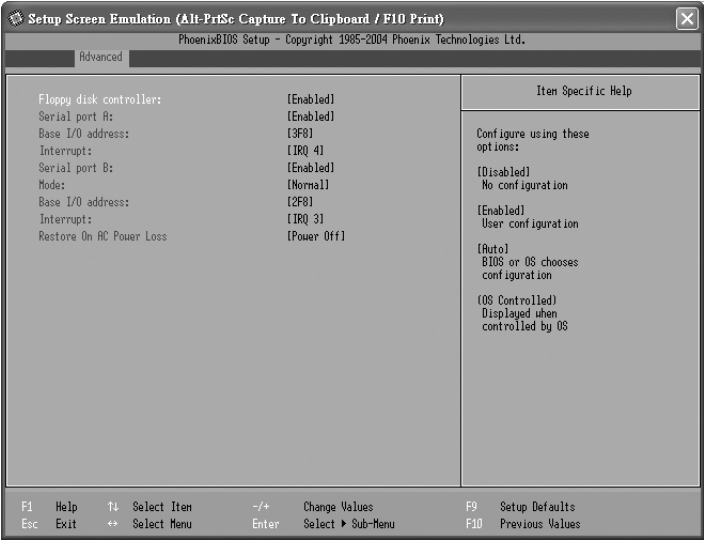 Setup Screen Emulation (Alt-PrtSc Capture To Clipboard / F10 Print)
PhoenixBIOS Setup - Copyright 1985-2004 Phoenix Technologies Ltd.
Advanced
Floppy disk controller: [Enabled]
Serial port A: [Enabled]
Base I/O address: [3F8]
Interrupt: [IRQ 4]
Serial port B: [Enabled]
Mode: [Normal]
Base I/O address: [2F8]
Interrupt: [IRQ 3]
Restore On AC Power Loss [Power Off]
Item Specific Help
Configure using these
options:
[Disabled]
No configuration
[Enabled]
User configuration
[Auto]
BIOS or OS chooses
configuration
(OS Controlled)
Displayed when
controlled by OS
F1 Help ↑↓ Select Item -/+ Change Values F9 Setup Defaults
Esc Exit ↔ Select Menu Enter Select ▶ Sub-Menu F10 Previous Values